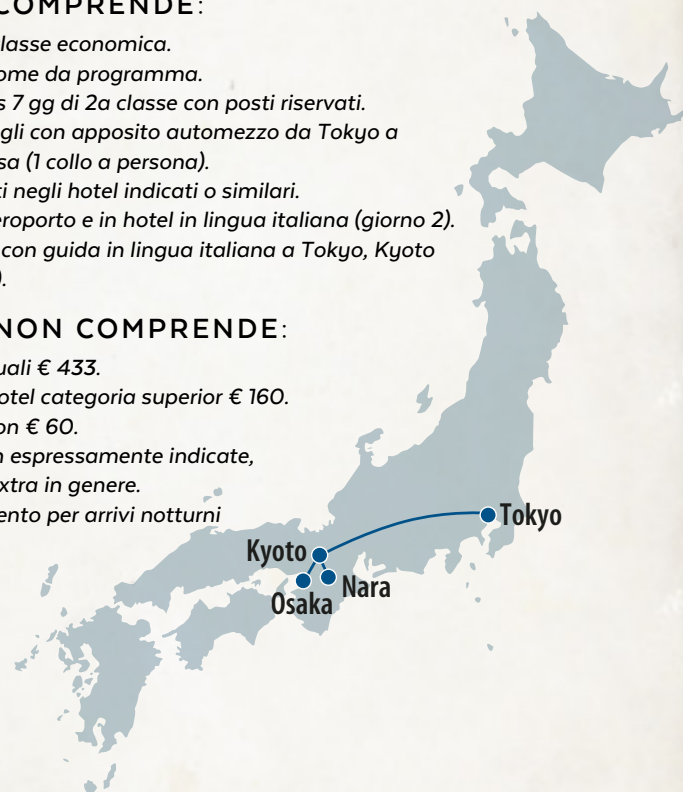 COMPRENDE:
lasse economica.
ome da programma.
s 7 gg di 2a classe con posti riservati.
gli con apposito automezzo da Tokyo a
sa (1 collo a persona).
ti negli hotel indicati o similari.
eroporto e in hotel in lingua italiana (giorno 2).
con guida in lingua italiana a Tokyo, Kyoto
).
NON COMPRENDE:
uali € 433.
otel categoria superior € 160.
on € 60.
n espressamente indicate,
xtra in genere.
ento per arrivi notturni
Tokyo
Kyoto
Nara
Osaka